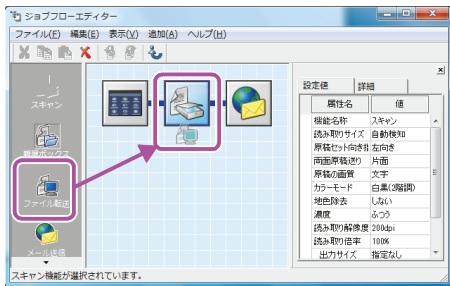 ジョブフローエディター
ファイル(F) 編集(E) 表示(V) 追加(A) ヘルプ(H)
スキャン
親展ボックス
ファイル転送
メール送信
設定値 詳細
属性名 値
機能名称 スキャン
読み取りサイズ 自動検知
原稿セット向き 左向き
両面原稿送り 片面
原稿の画質 文字
カラーモード 白黒(2階調)
地色除去 しない
濃度 ふつう
読み取り解像度 200dpi
読み取り倍率 100%
出力サイズ 指定なし
スキャン機能が選択されています。